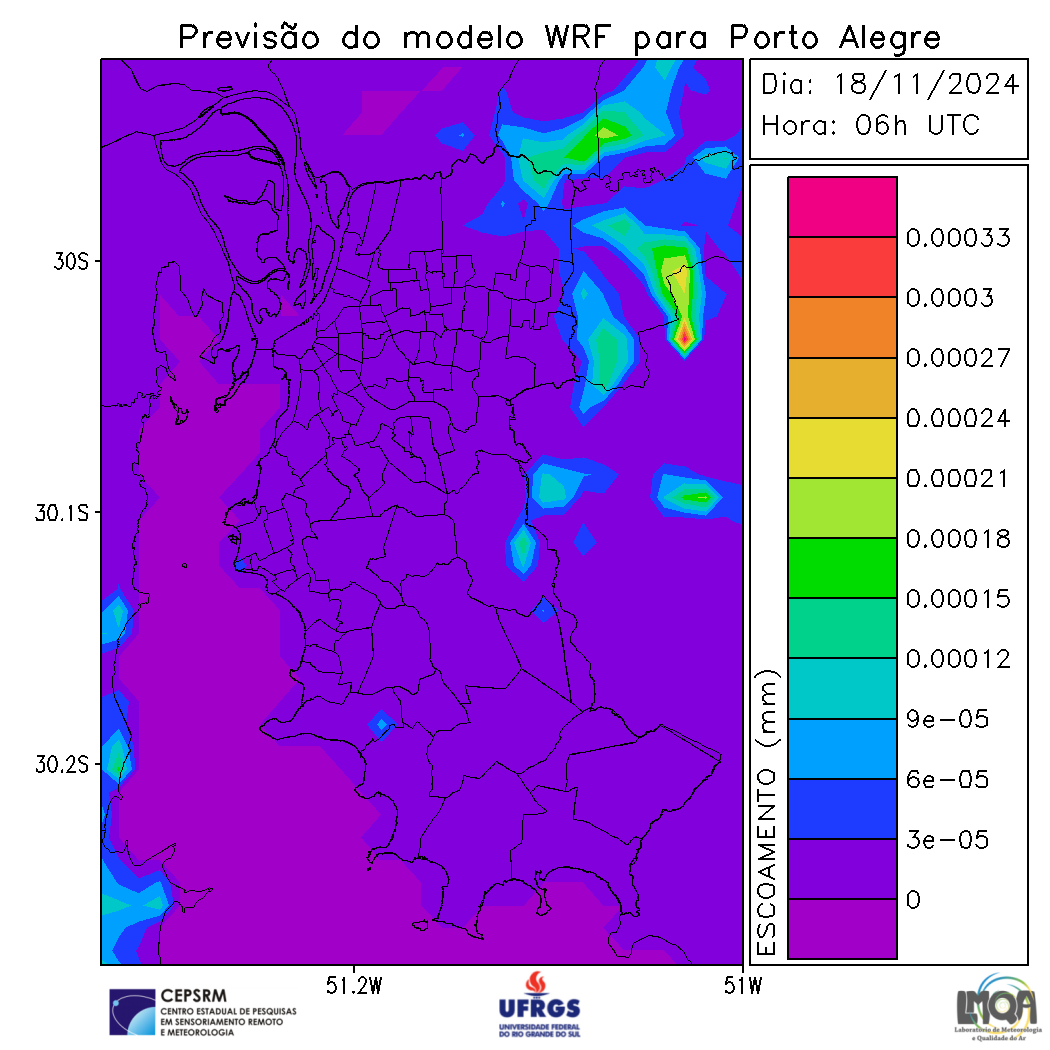 Previsão do modelo WRF para Porto Alegre
Dia: 18/11/2024
Hora: 06h UTC
30S
30.1S
30.2S
51.2W
51W
ESCOAMENTO (mm)
0.00033
0.0003
0.00027
0.00024
0.00021
0.00018
0.00015
0.00012
9e-05
6e-05
3e-05
0
CEPSRM
CENTRO ESTADUAL DE PESQUISAS
EM SENSORIAMENTO REMOTO
E METEOROLOGIA
UFRGS
UNIVERSIDADE FEDERAL
DO RIO GRANDE DO SUL
LMQA
Laboratório de Meteorologia
e Qualidade do Ar